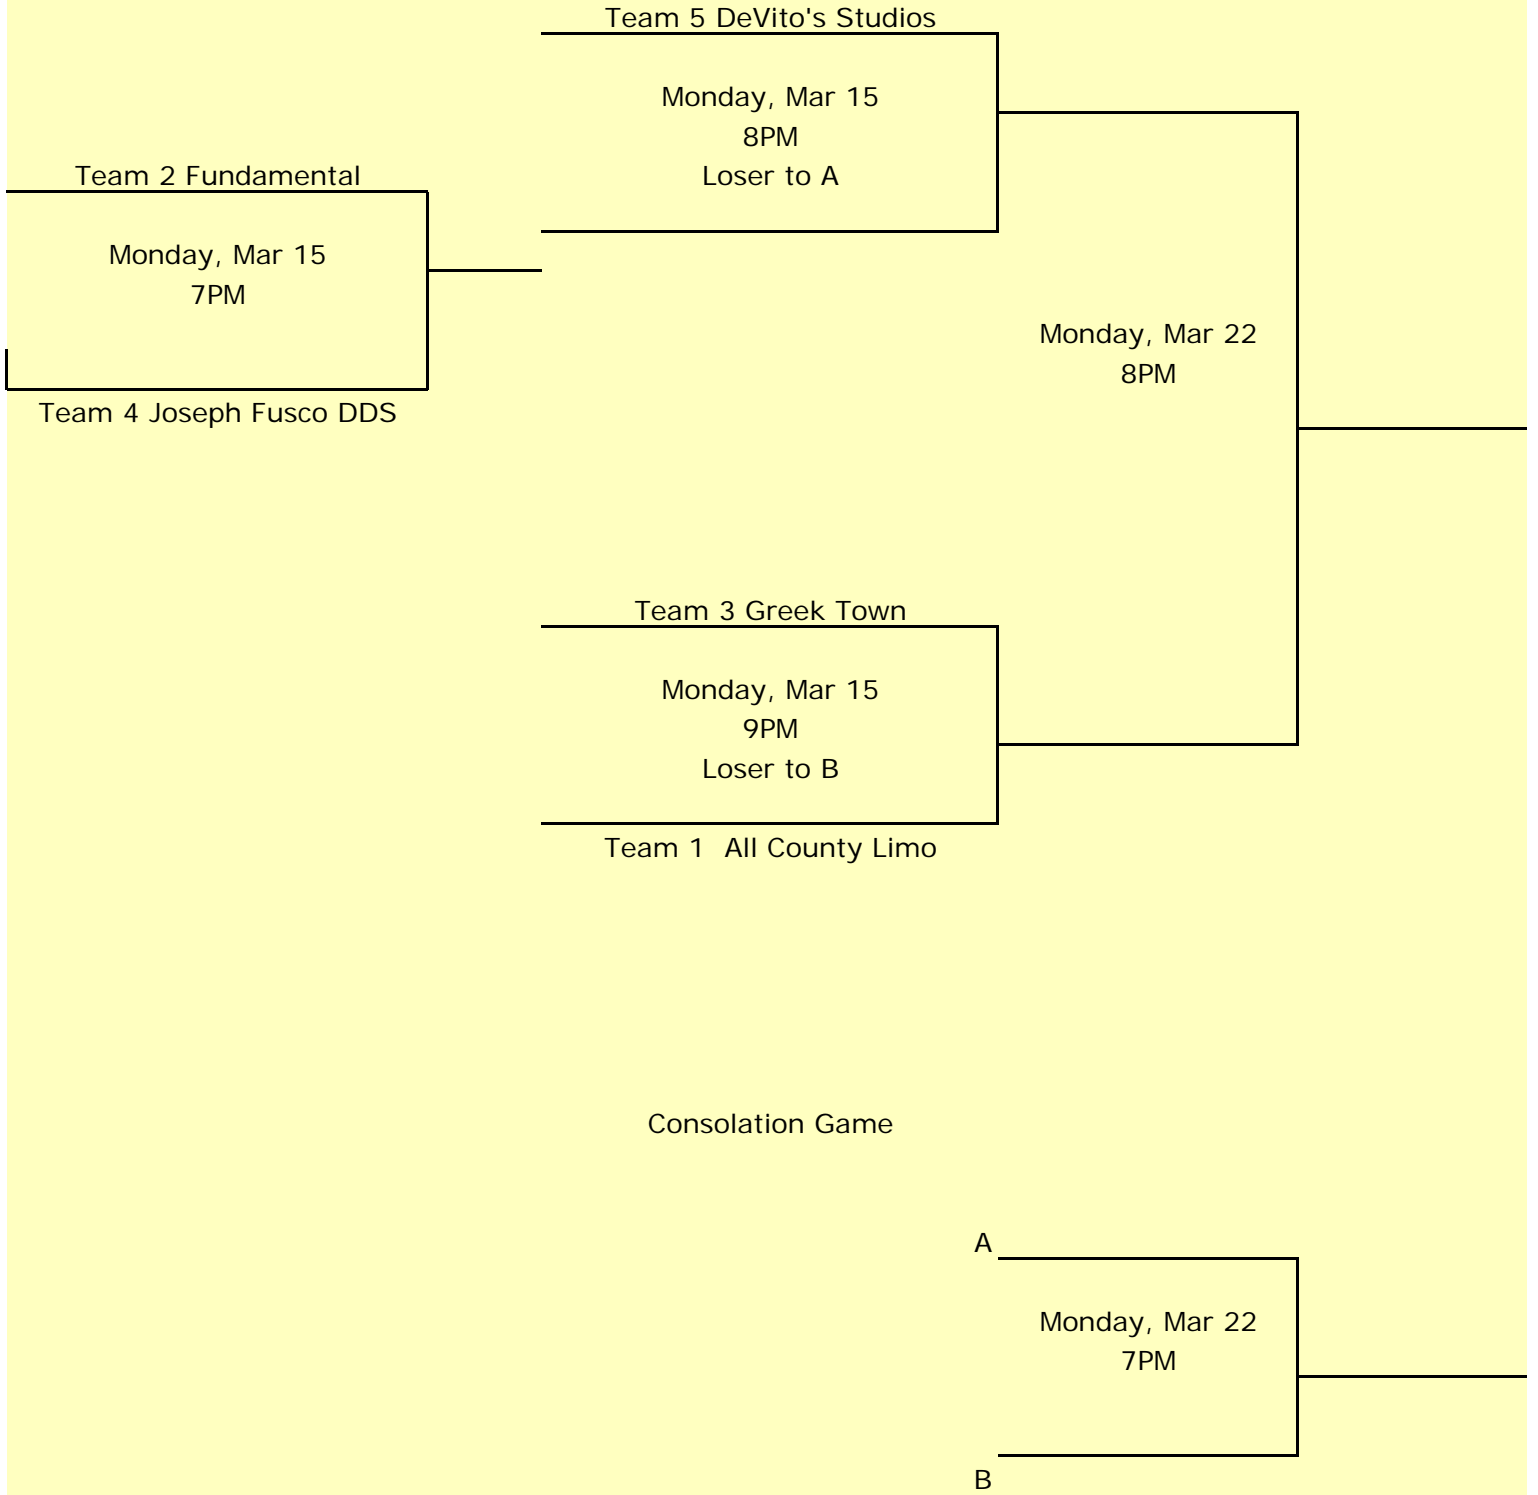 Team 5 DeVito's Studios
Monday, Mar 15
8PM
Loser to A
Team 2 Fundamental
Monday, Mar 15
7PM
Team 4 Joseph Fusco DDS
Monday, Mar 22
8PM
Team 3 Greek Town
Monday, Mar 15
9PM
Loser to B
Team 1  All County Limo
Consolation Game
A
Monday, Mar 22
7PM
B